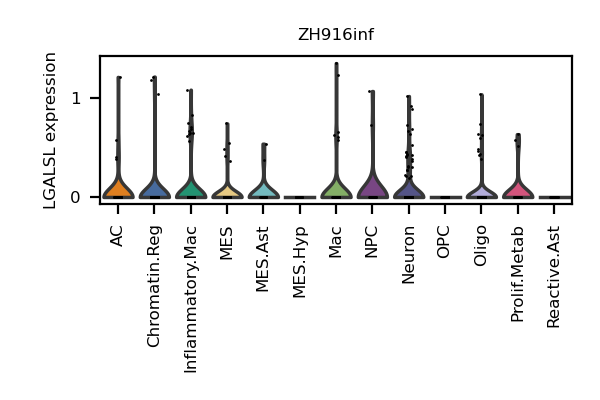 ZH916inf
LGALSL expression
1
0
AC
Chromatin.Reg
Inflammatory.Mac
MES
MES.Ast
MES.Hyp
Mac
NPC
Neuron
OPC
Oligo
Prolif.Metab
Reactive.Ast